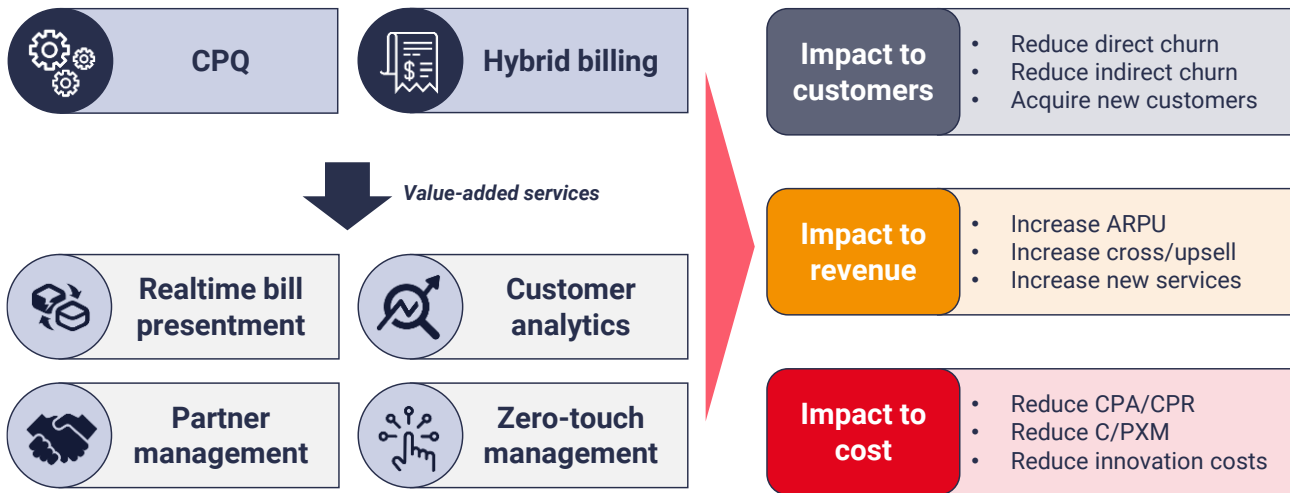 CPQ
Hybrid billing
Value-added services
Realtime bill
presentment
Customer
analytics
Partner
management
Zero-touch
management
Impact to
customers
• Reduce direct churn
• Reduce indirect churn
• Acquire new customers
Impact to
revenue
• Increase ARPU
• Increase cross/upsell
• Increase new services
Impact to
cost
• Reduce CPA/CPR
• Reduce C/PXM
• Reduce innovation costs